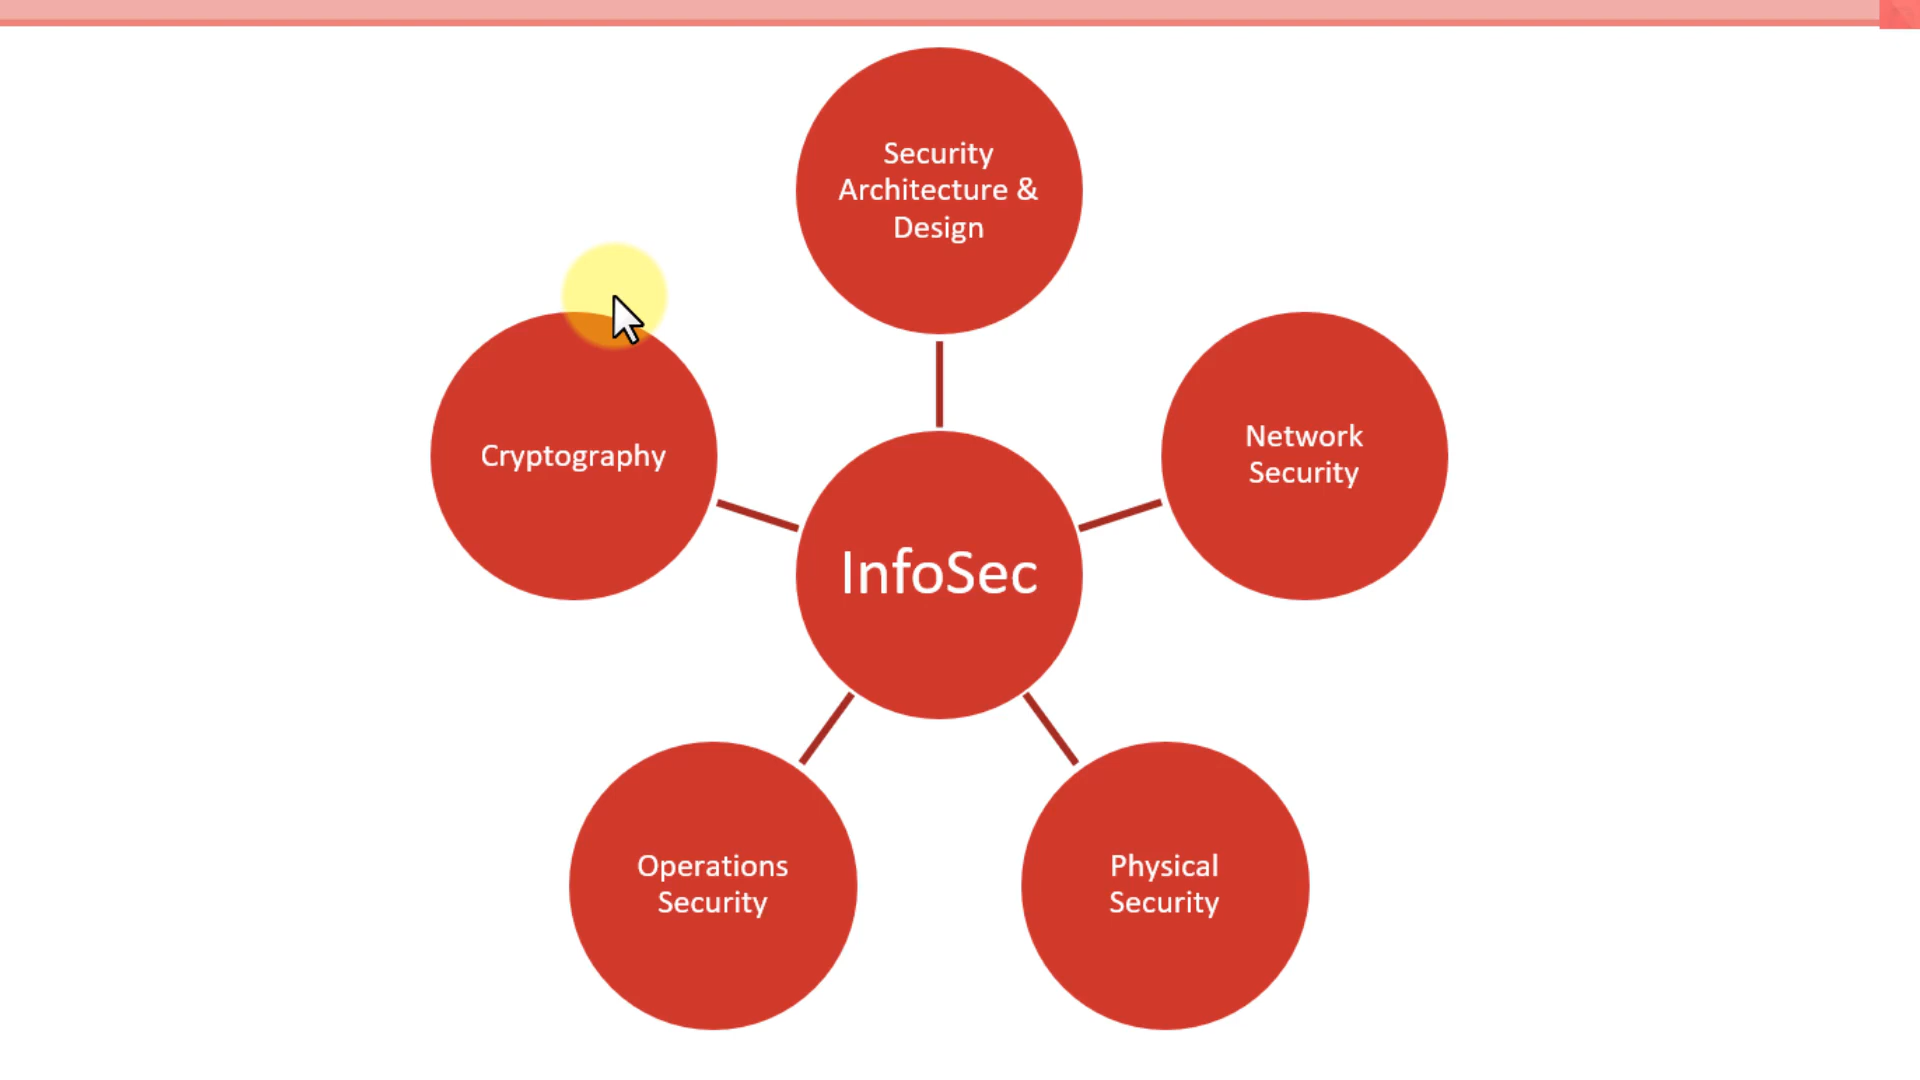 Security
Architecture &
Design
Cryptography
Network
Security
InfoSec
Operations
Security
Physical
Security